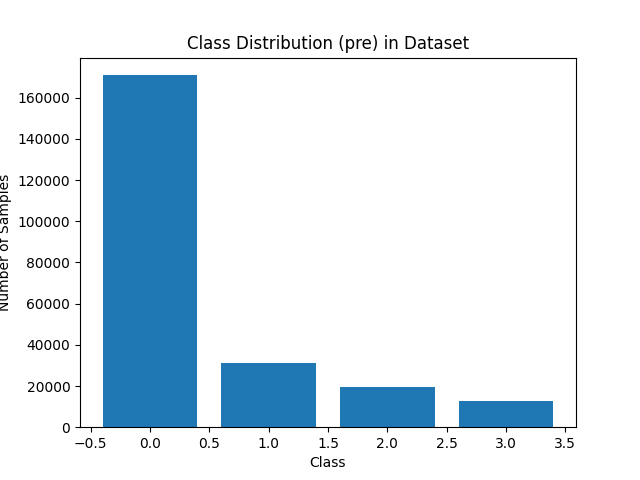 Class Distribution (pre) in Dataset
Number of Samples
160000
140000
120000
100000
80000
60000
40000
20000
0
−0.5 0.0 0.5 1.0 1.5 2.0 2.5 3.0 3.5
Class